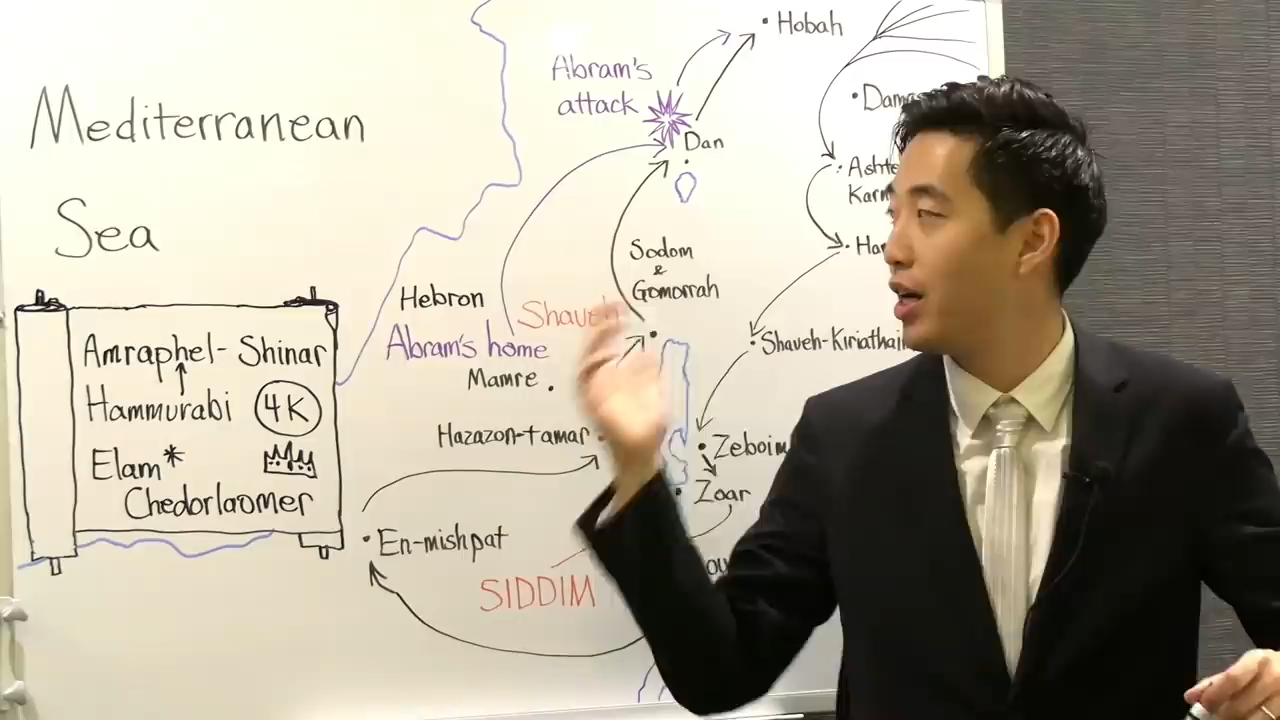 Mediterranean
Sea
Amraphel- Shinar
Hammurabi 4K
Elam*
Chedorlaomer
Hobah
Abram's
attack
Dan
Sodom
&
Gomorrah
Hebron
Shaveh
Abram's home
Mamre
Hazazon-tamar
En-mishpat
SIDDIM
Zeboim
Zoar